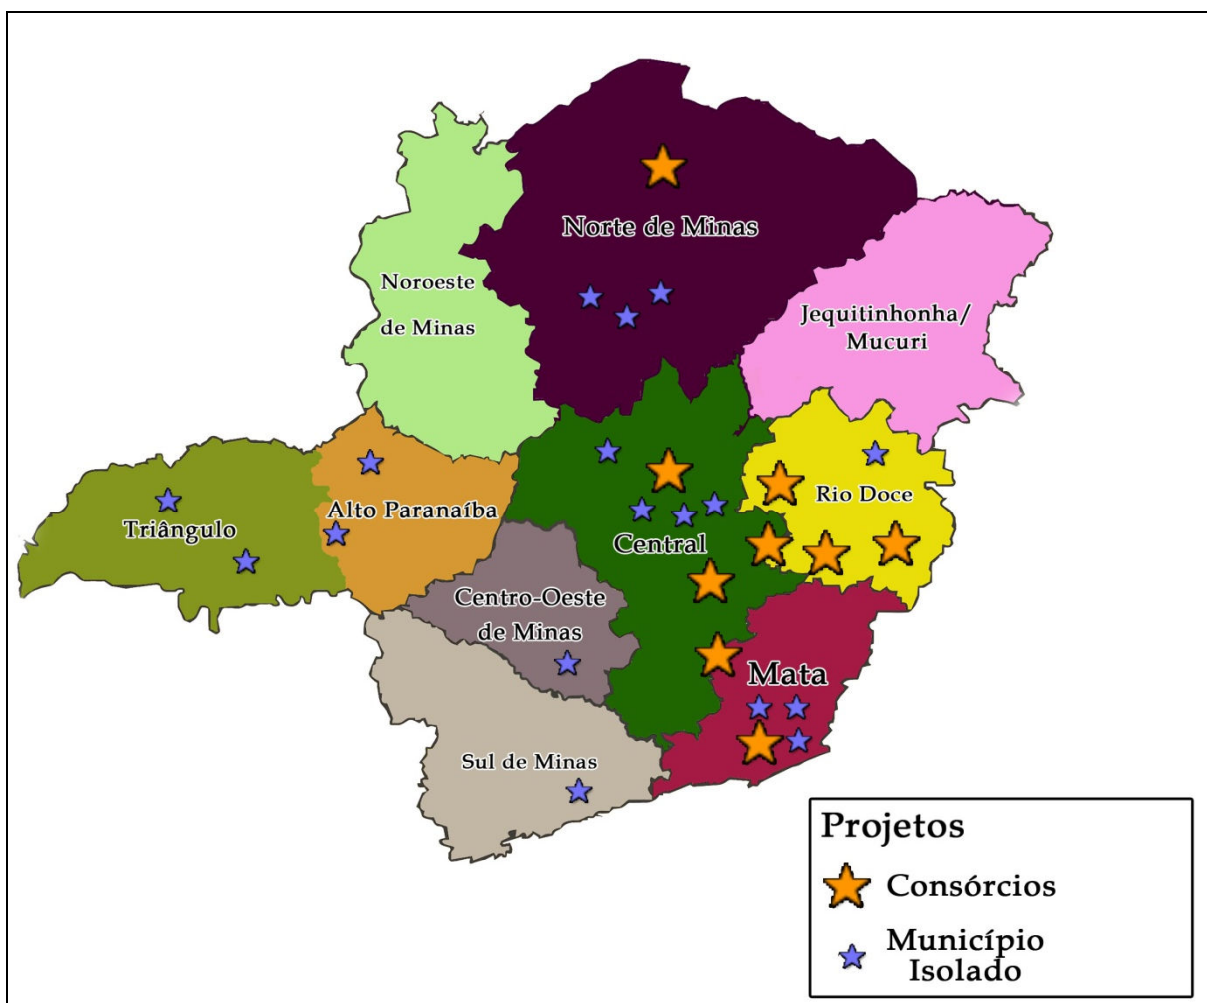 Norte de Minas
Noroeste
de Minas
Jequitinhonha/
Mucuri
Alto Paranaíba
Rio Doce
Triângulo
Central
Centro-Oeste
de Minas
Mata
Sul de Minas
Projetos
Consórcios
Município
Isolado